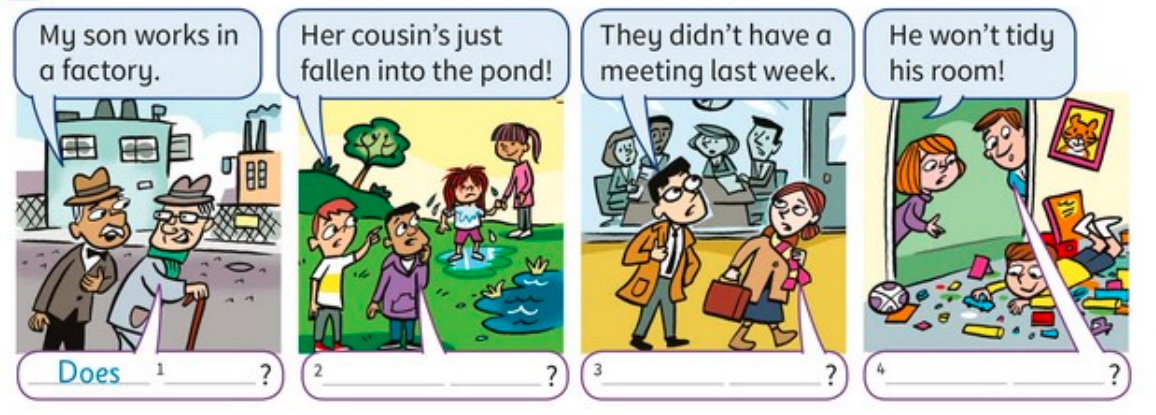 My son works in
a factory.
Her cousin's just
fallen into the pond!
They didn't have a
meeting last week.
He won't tidy
his room!
Does 1 ?
2 ?
3 ?
4 ?